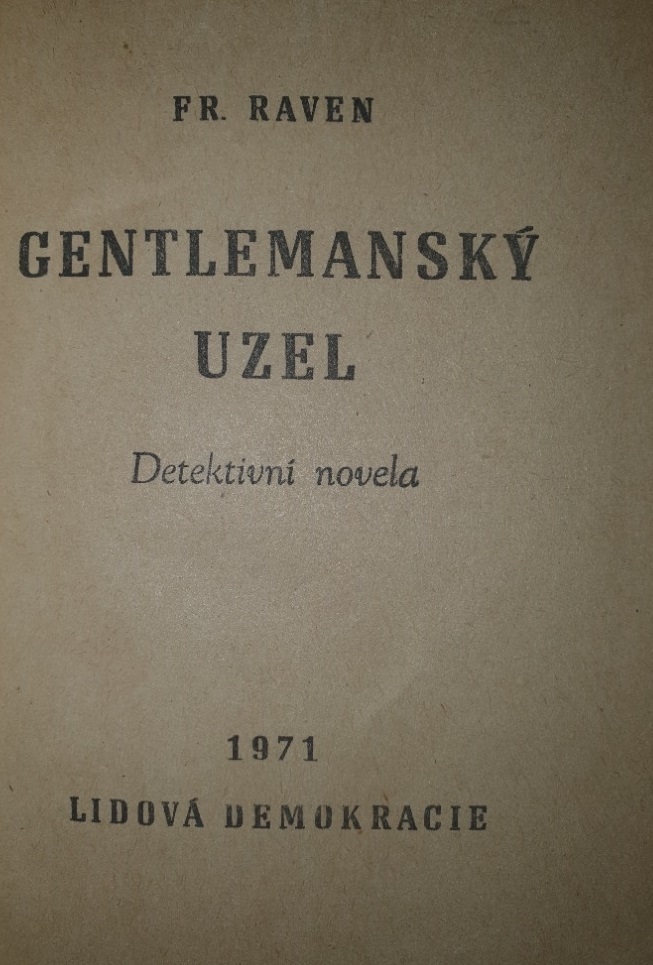 FR. RAVEN
GENTLEMANSKÝ
UZEL
Detektivní novela
1971
LIDOVÁ DEMOKRACIE